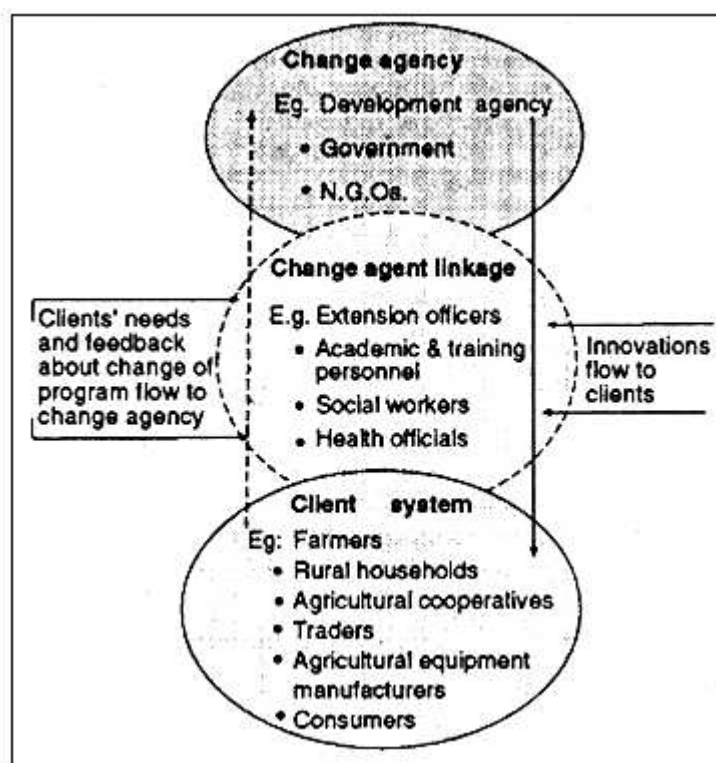 Change agency
Eg. Development agency
• Government
• N.G.Os.
Change agent linkage
E.g. Extension officers
• Academic & training
personnel
• Social workers
• Health officials
Clients' needs
and feedback
about change of
program flow to
change agency
Innovations
flow to
clients
Client system
Eg: Farmers
• Rural households
• Agricultural cooperatives
• Traders
• Agricultural equipment
manufacturers
• Consumers